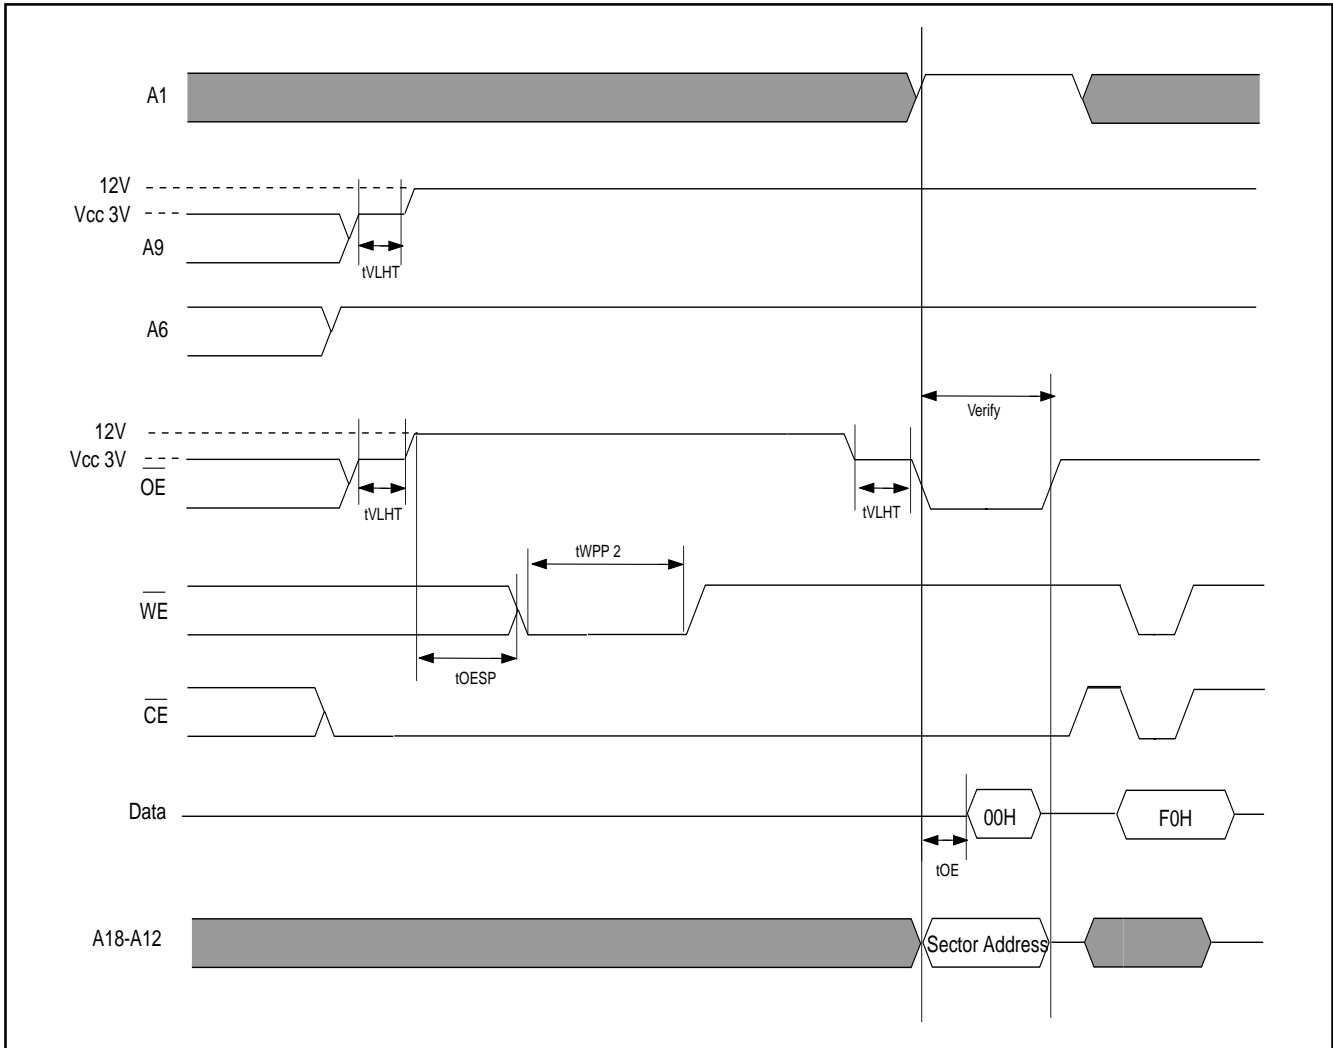 A1
12V
Vcc 3V
A9
tVLHT
A6
Verify
12V
Vcc 3V
OE
tVLHT
tVLHT
tWPP 2
WE
tOESP
CE
Data
00H
F0H
tOE
A18-A12
Sector Address